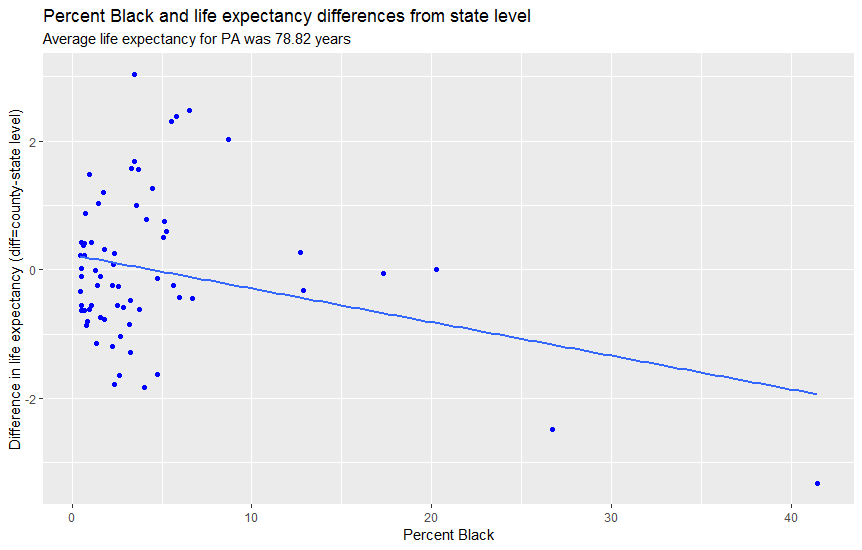 Percent Black and life expectancy differences from state level
Average life expectancy for PA was 78.82 years
Difference in life expectancy (diff=county-state level)
2
0
-2
0
10
20
30
40
Percent Black